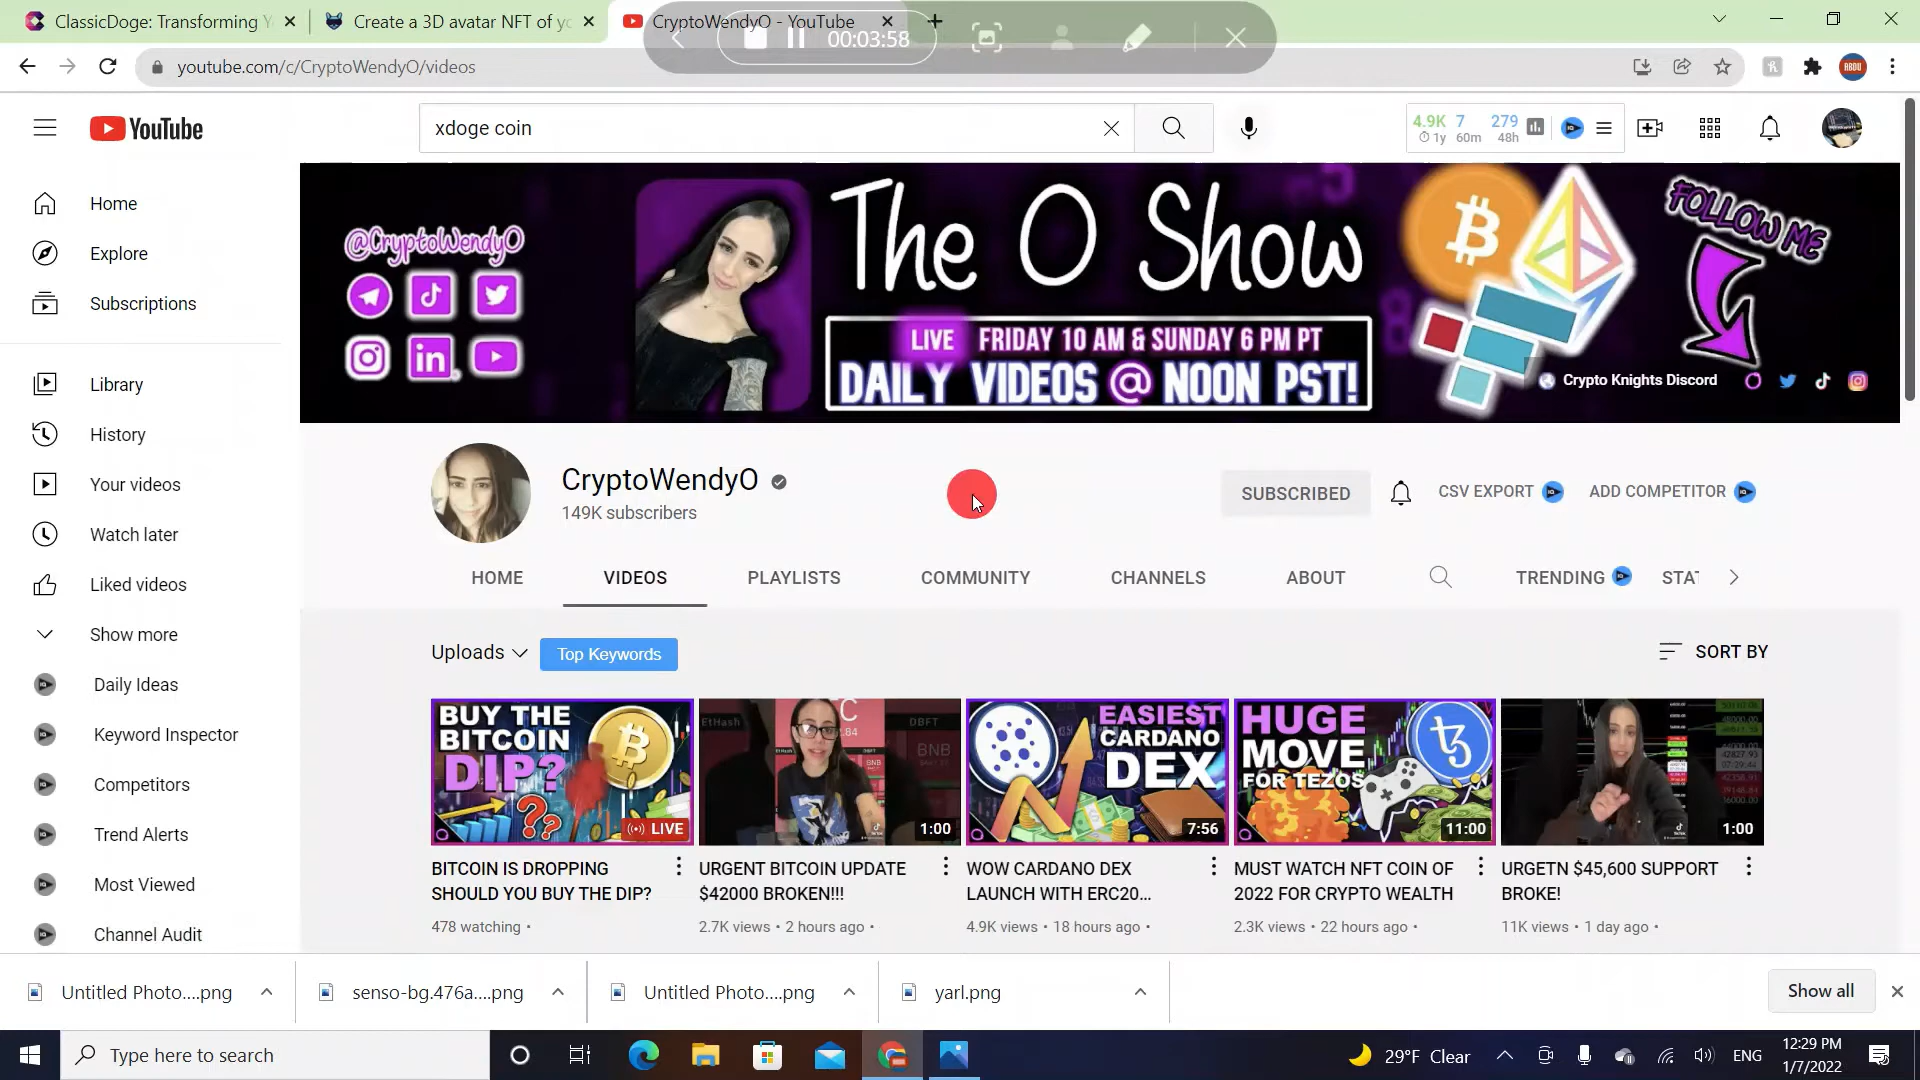 ClassicDoge: Transforming Y
Create a 3D avatar NFT of yo
CryptoWendyO - YouTube
00:03:58
youtube.com/c/CryptoWendyO/videos
ABDU
YouTube
xdoge coin
4.9K 7 279
1y 60m 48h
Home
Explore
Subscriptions
Library
History
Your videos
Watch later
Liked videos
Show more
Daily Ideas
Keyword Inspector
Competitors
Trend Alerts
Most Viewed
Channel Audit
@CryptoWendyO
The O Show
LIVE FRIDAY 10 AM & SUNDAY 6 PM PT
DAILY VIDEOS @ NOON PST!
FOLLOW ME
Crypto Knights Discord
CryptoWendyO
149K subscribers
SUBSCRIBED
CSV EXPORT
ADD COMPETITOR
HOME VIDEOS PLAYLISTS COMMUNITY CHANNELS ABOUT TRENDING STAT
Uploads
Top Keywords
SORT BY
BUY THE
BITCOIN
DIP?
LIVE
BITCOIN IS DROPPING
SHOULD YOU BUY THE DIP?
478 watching •
EtHash
DBFT
BNB
1:00
URGENT BITCOIN UPDATE
$42000 BROKEN!!!
2.7K views • 2 hours ago •
EASIEST
CARDANO
DEX
7:56
WOW CARDANO DEX
LAUNCH WITH ERC20...
4.9K views • 18 hours ago •
HUGE
MOVE
FOR TEZOS
11:00
MUST WATCH NFT COIN OF
2022 FOR CRYPTO WEALTH
2.3K views • 22 hours ago •
1:00
URGETN $45,600 SUPPORT
BROKE!
11K views • 1 day ago •
Untitled Photo....png
senso-bg.476a....png
Untitled Photo....png
yarl.png
Show all
Type here to search
29°F Clear
ENG
12:29 PM
1/7/2022